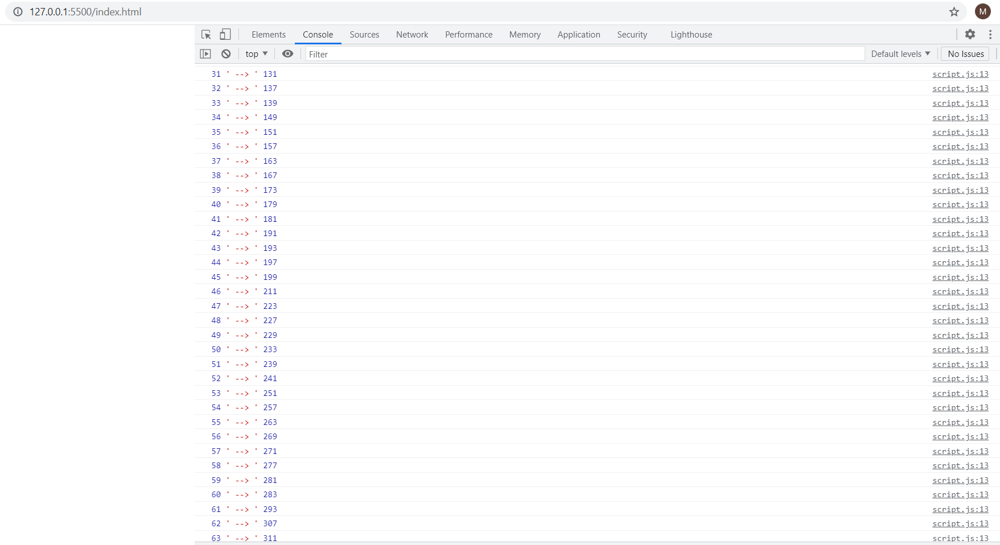 127.0.0.1:5500/index.html M
Elements Console Sources Network Performance Memory Application Security Lighthouse
top Filter Default levels No Issues
31 ' --> ' 131 script.js:13
32 ' --> ' 137 script.js:13
33 ' --> ' 139 script.js:13
34 ' --> ' 149 script.js:13
35 ' --> ' 151 script.js:13
36 ' --> ' 157 script.js:13
37 ' --> ' 163 script.js:13
38 ' --> ' 167 script.js:13
39 ' --> ' 173 script.js:13
40 ' --> ' 179 script.js:13
41 ' --> ' 181 script.js:13
42 ' --> ' 191 script.js:13
43 ' --> ' 193 script.js:13
44 ' --> ' 197 script.js:13
45 ' --> ' 199 script.js:13
46 ' --> ' 211 script.js:13
47 ' --> ' 223 script.js:13
48 ' --> ' 227 script.js:13
49 ' --> ' 229 script.js:13
50 ' --> ' 233 script.js:13
51 ' --> ' 239 script.js:13
52 ' --> ' 241 script.js:13
53 ' --> ' 251 script.js:13
54 ' --> ' 257 script.js:13
55 ' --> ' 263 script.js:13
56 ' --> ' 269 script.js:13
57 ' --> ' 271 script.js:13
58 ' --> ' 277 script.js:13
59 ' --> ' 281 script.js:13
60 ' --> ' 283 script.js:13
61 ' --> ' 293 script.js:13
62 ' --> ' 307 script.js:13
63 ' --> ' 311 script.js:13